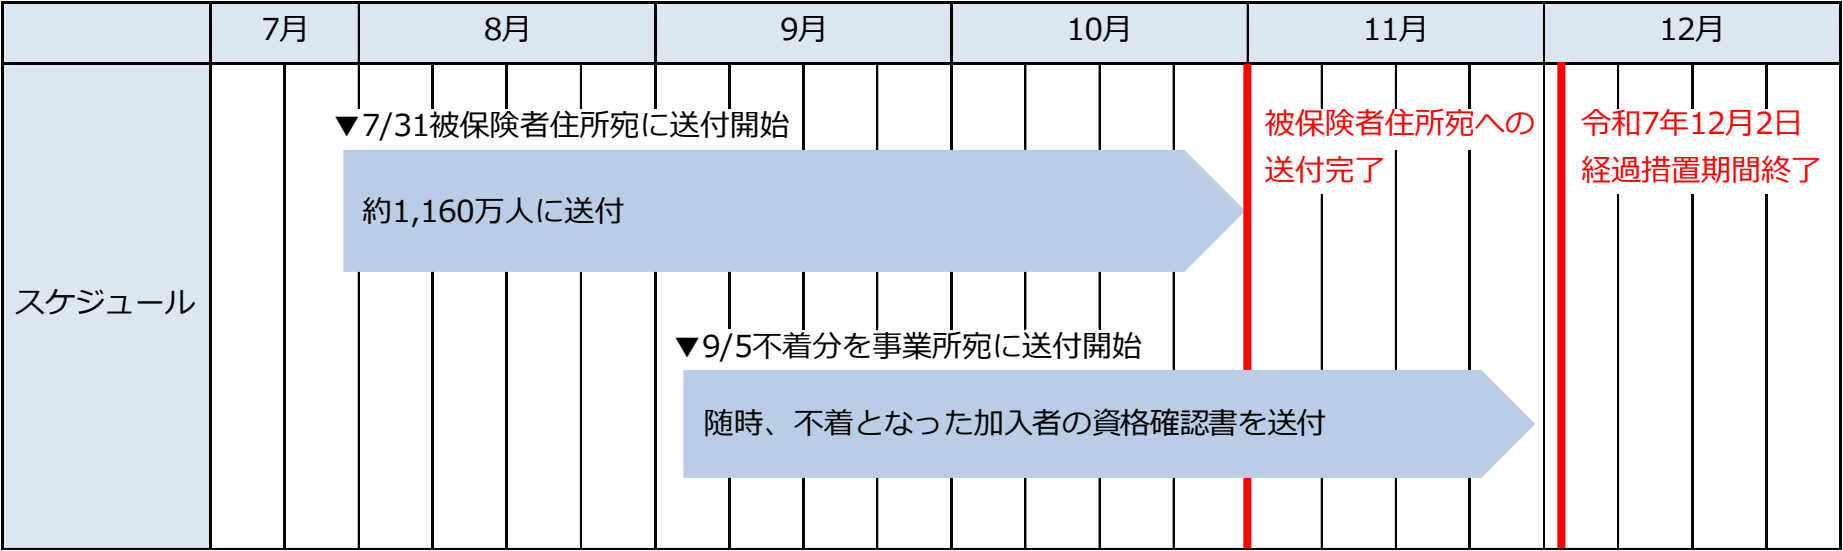 7月
8月
9月
10月
11月
12月
スケジュール
▼7/31被保険者住所宛に送付開始
約1,160万人に送付
被保険者住所宛への
送付完了
令和7年12月2日
経過措置期間終了
▼9/5不着分を事業所宛に送付開始
随時、不着となった加入者の資格確認書を送付